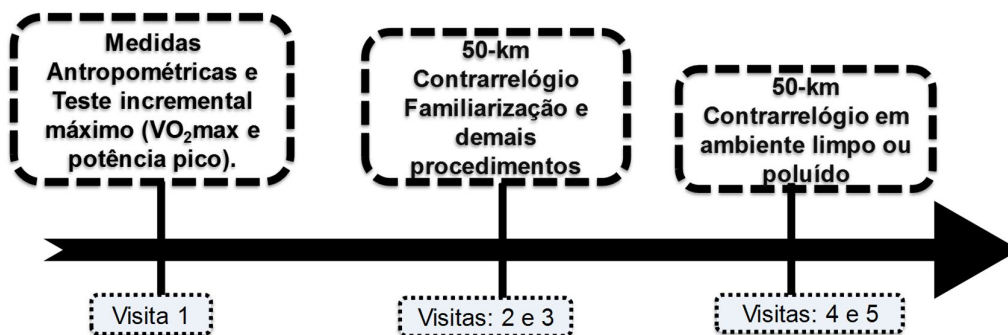 Medidas
Antropométricas e
Teste incremental
máximo (VO₂max e
potência pico).
50-km
Contrarrelógio
Familiarização e
demais
procedimentos
50-km
Contrarrelógio em
ambiente limpo ou
poluído
Visita 1
Visitas: 2 e 3
Visitas: 4 e 5